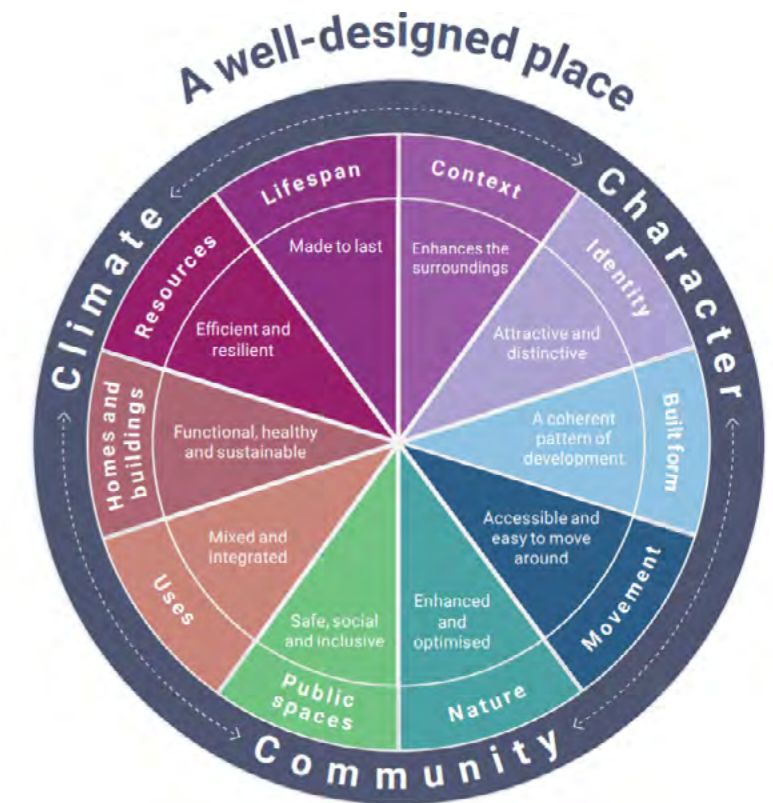 A well-designed place
Climate
Character
Community
Context
Enhances the
surroundings
Identity
Attractive and
distinctive
Built form
A coherent
pattern of
development
Movement
Accessible and
easy to move
around
Nature
Enhanced
and
optimised
Public
spaces
Safe, social
and inclusive
Uses
Mixed and
integrated
Homes and
buildings
Functional, healthy
and sustainable
Resources
Efficient and
resilient
Lifespan
Made to last